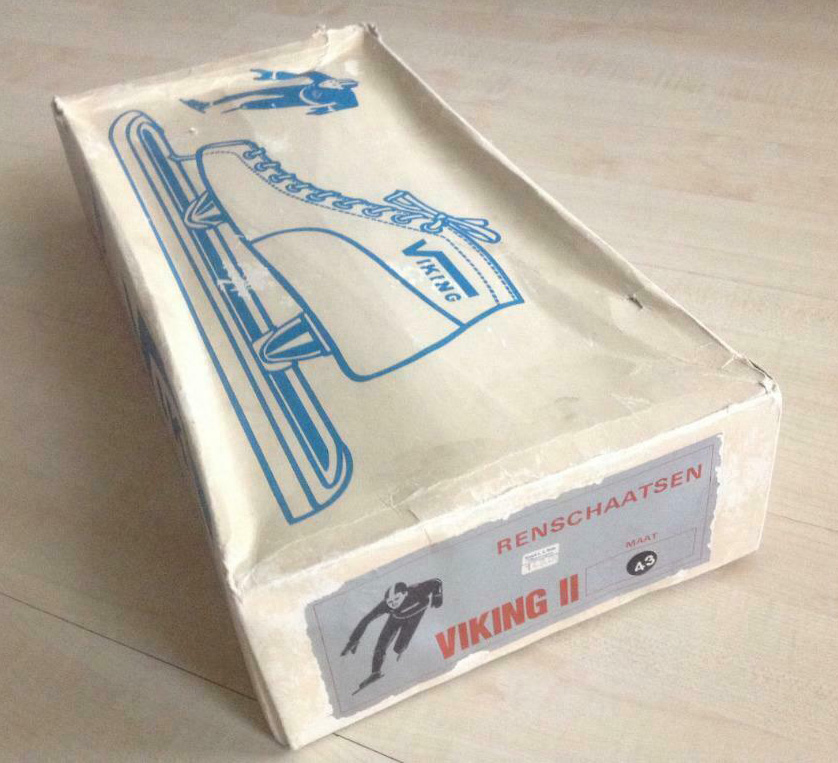 VIKING
RENSCHAATSEN
MAAT
43
VIKING II